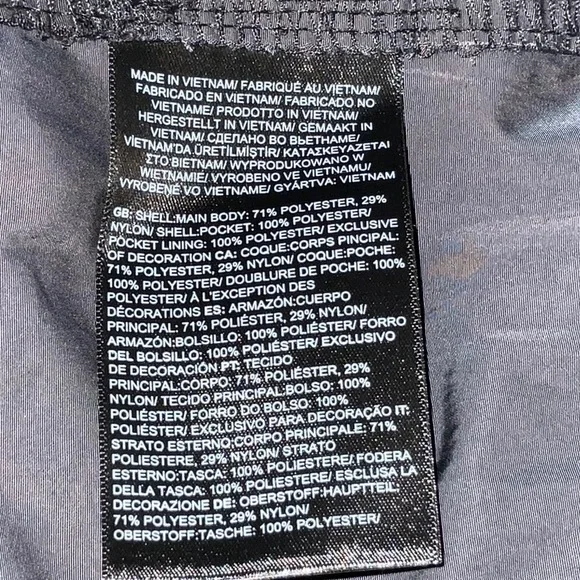 MADE IN VIETNAM/ FABRIQUÉ AU VIETNAM/
FABRICADO EN VIETNAM/ FABRICADO NO
VIETNAME/ PRODOTTO IN VIETNAM/
HERGESTELLT IN VIETNAM/ GEMAAKT IN
VIETNAM/ СДЕЛАНО ВО ВЬЕТНАМЕ/
VIETNAM'DA ÜRETİLMİŞTİR/ ΚΑΤΑΣΚΕΥΑΖΕΤΑΙ
ΣΤΟ ΒΙΕΤΝΑΜ/ WYPRODUKOWANO W
WIETNAMIE/ VYROBENO VE VIETNAMU/
VYROBENÉ VO VIETNAME/ GYÁRTVA: VIETNAM
GB: SHELL:MAIN BODY: 71% POLYESTER, 29%
NYLON/ SHELL:POCKET: 100% POLYESTER/
POCKET LINING: 100% POLYESTER/ EXCLUSIVE
OF DECORATION CA: COQUE:CORPS PINCIPAL:
71% POLYESTER, 29% NYLON/ COQUE:POCHE:
100% POLYESTER/ DOUBLURE DE POCHE: 100%
POLYESTER/ À L'EXCEPTION DES
DÉCORATIONS ES: ARMAZÓN:CUERPO
PRINCIPAL: 71% POLIÉSTER, 29% NYLON/
ARMAZÓN:BOLSILLO: 100% POLIÉSTER/ FORRO
DEL BOLSILLO: 100% POLIÉSTER/ EXCLUSIVO
DE DECORACIÓN PT: TECIDO
PRINCIPAL:CORPO: 71% POLIÉSTER, 29%
NYLON/ TECIDO PRINCIPAL:BOLSO: 100%
POLIÉSTER/ FORRO DO BOLSO: 100%
POLIÉSTER/ EXCLUSIVO PARA DECORAÇÃO IT:
STRATO ESTERNO:CORPO PRINCIPALE: 71%
POLIESTERE, 29% NYLON/ STRATO
ESTERNO:TASCA: 100% POLIESTERE/ FODERA
DELLA TASCA: 100% POLIESTERE/ ESCLUSA LA
DECORAZIONE DE: OBERSTOFF:HAUPTTEIL:
71% POLYESTER, 29% NYLON/
OBERSTOFF:TASCHE: 100% POLYESTER/